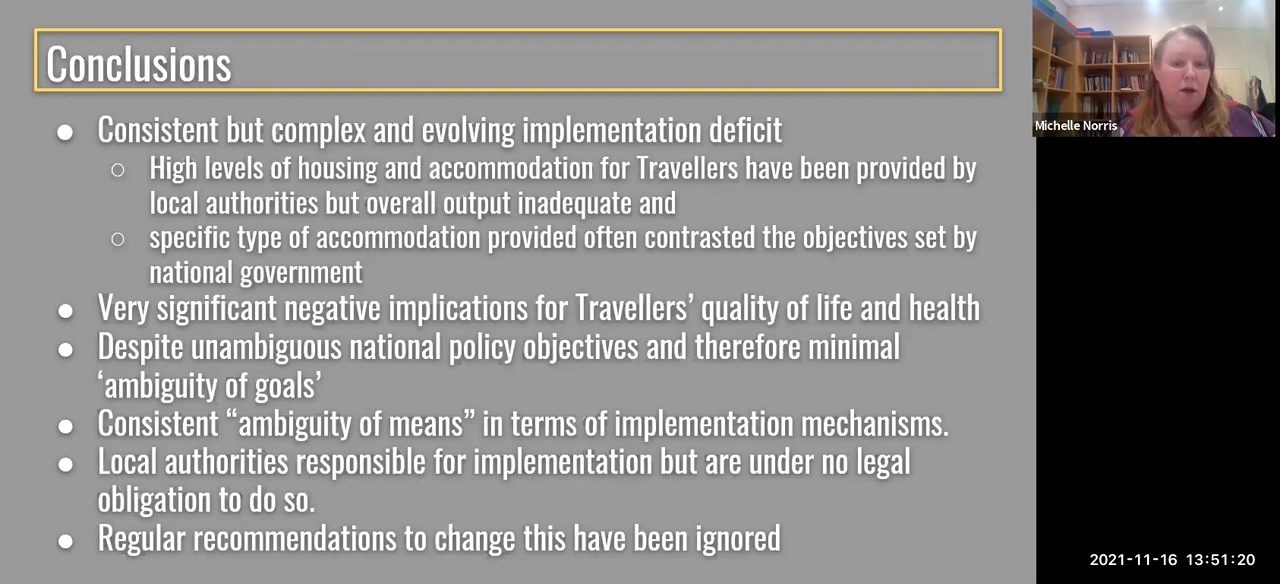 Conclusions
● Consistent but complex and evolving implementation deficit
○ High levels of housing and accommodation for Travellers have been provided by
local authorities but overall output inadequate and
○ specific type of accommodation provided often contrasted the objectives set by
national government
● Very significant negative implications for Travellers’ quality of life and health
● Despite unambiguous national policy objectives and therefore minimal
‘ambiguity of goals’
● Consistent “ambiguity of means” in terms of implementation mechanisms.
● Local authorities responsible for implementation but are under no legal
obligation to do so.
● Regular recommendations to change this have been ignored
Michelle Norris
2021-11-16 13:51:20